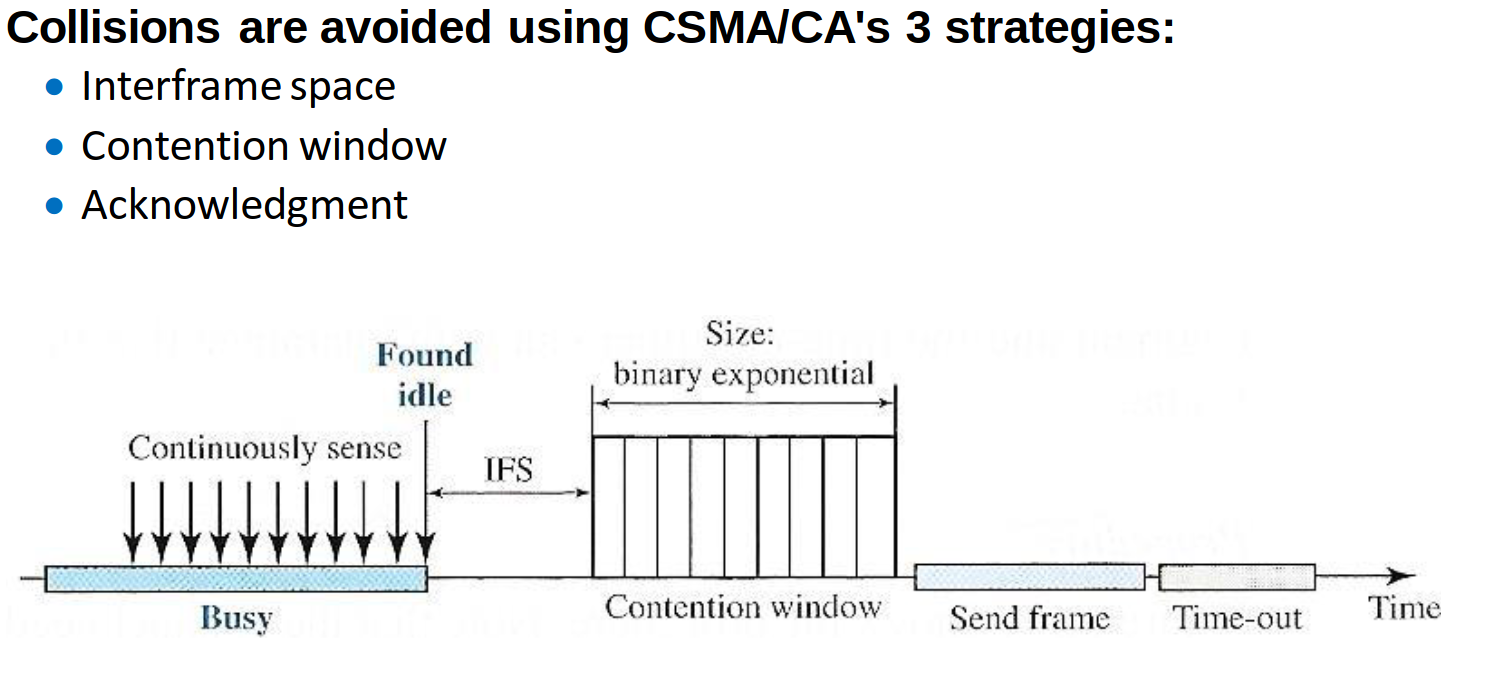 Collisions are avoided using CSMA/CA's 3 strategies:
Interframe space
Contention window
Acknowledgment
Size:
binary exponential
Found
idle
Continuously sense
IFS
Busy
Contention window
Send frame
Time-out
Time